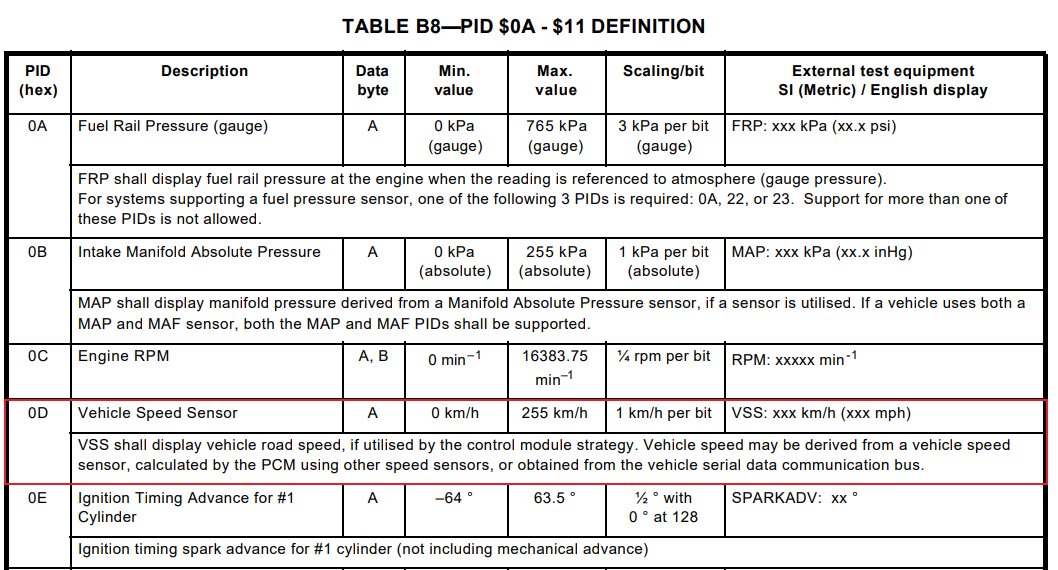 TABLE B8—PID $0A - $11 DEFINITION
PID (hex) Description Data byte Min. value Max. value Scaling/bit External test equipment SI (Metric) / English display
0A Fuel Rail Pressure (gauge) A 0 kPa (gauge) 765 kPa (gauge) 3 kPa per bit (gauge) FRP: xxx kPa (xx.x psi)
FRP shall display fuel rail pressure at the engine when the reading is referenced to atmosphere (gauge pressure).
For systems supporting a fuel pressure sensor, one of the following 3 PIDs is required: 0A, 22, or 23. Support for more than one of
these PIDs is not allowed.
0B Intake Manifold Absolute Pressure A 0 kPa (absolute) 255 kPa (absolute) 1 kPa per bit (absolute) MAP: xxx kPa (xx.x inHg)
MAP shall display manifold pressure derived from a Manifold Absolute Pressure sensor, if a sensor is utilised. If a vehicle uses both a
MAP and MAF sensor, both the MAP and MAF PIDs shall be supported.
0C Engine RPM A, B 0 min–1 16383.75 min–1 ¼ rpm per bit RPM: xxxxx min-1
0D Vehicle Speed Sensor A 0 km/h 255 km/h 1 km/h per bit VSS: xxx km/h (xxx mph)
VSS shall display vehicle road speed, if utilised by the control module strategy. Vehicle speed may be derived from a vehicle speed
sensor, calculated by the PCM using other speed sensors, or obtained from the vehicle serial data communication bus.
0E Ignition Timing Advance for #1 Cylinder A –64 ° 63.5 ° ½ ° with 0 ° at 128 SPARKADV: xx °
Ignition timing spark advance for #1 cylinder (not including mechanical advance)